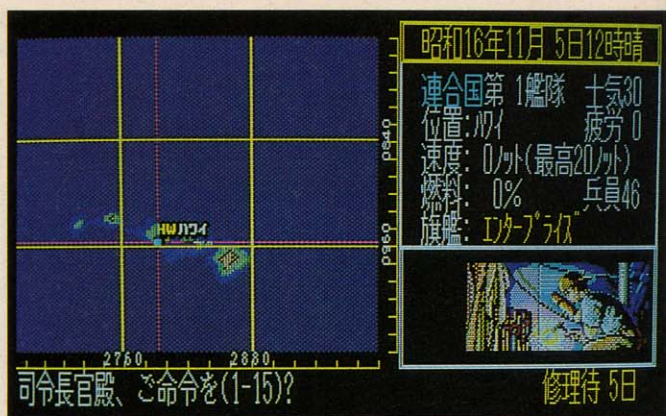 昭和16年11月 5日12時晴
連合国第 1艦隊 士気30
位置:ハワイ 疲労 0
速度: 0ノット(最高20ノット)
燃料: 0% 兵員46
旗艦: エンタープライズ
0840
HWハワイ
0960
2760 2880
司令長官殿、ご命令を(1-15)?
修理待 5日